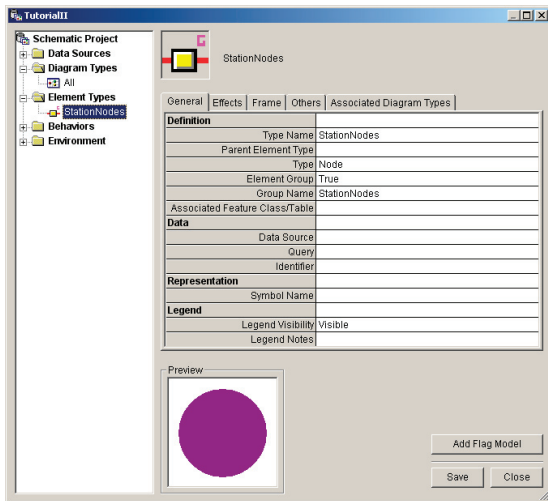 TutorialII
Schematic Project
Data Sources
Diagram Types
All
Element Types
StationNodes
Behaviors
Environment
G
StationNodes
General Effects Frame Others Associated Diagram Types
Definition
Type Name StationNodes
Parent Element Type
Type Node
Element Group True
Group Name StationNodes
Associated Feature Class/Table
Data
Data Source
Query
Identifier
Representation
Symbol Name
Legend
Legend Visibility Visible
Legend Notes
Preview
Add Flag Model
Save Close